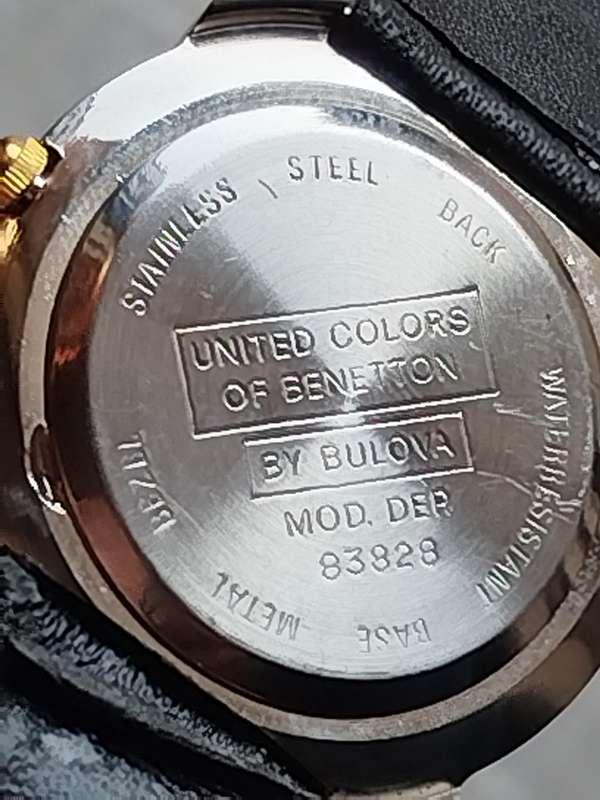 STAINLESS STEEL BACK
WATERRESISTANT
BASE METAL BEZEL
UNITED COLORS
OF BENETTON
BY BULOVA
MOD. DEP.
83828